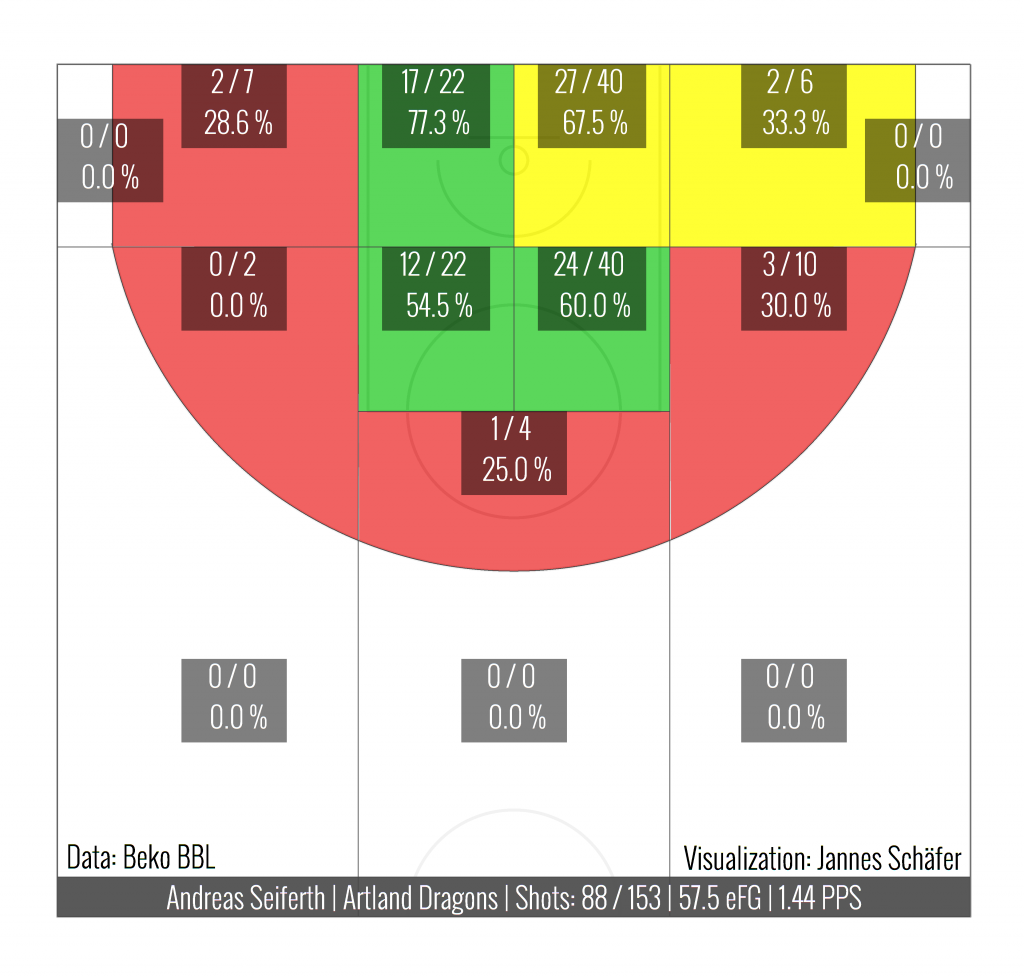 2 / 7
28.6 %
17 / 22
77.3 %
27 / 40
67.5 %
2 / 6
33.3 %
0 / 0
0.0 %
0 / 0
0.0 %
0 / 2
0.0 %
12 / 22
54.5 %
24 / 40
60.0 %
3 / 10
30.0 %
1 / 4
25.0 %
0 / 0
0.0 %
0 / 0
0.0 %
0 / 0
0.0 %
Data: Beko BBL
Visualization: Jannes Schäfer
Andreas Seiferth | Artland Dragons | Shots: 88 / 153 | 57.5 eFG | 1.44 PPS